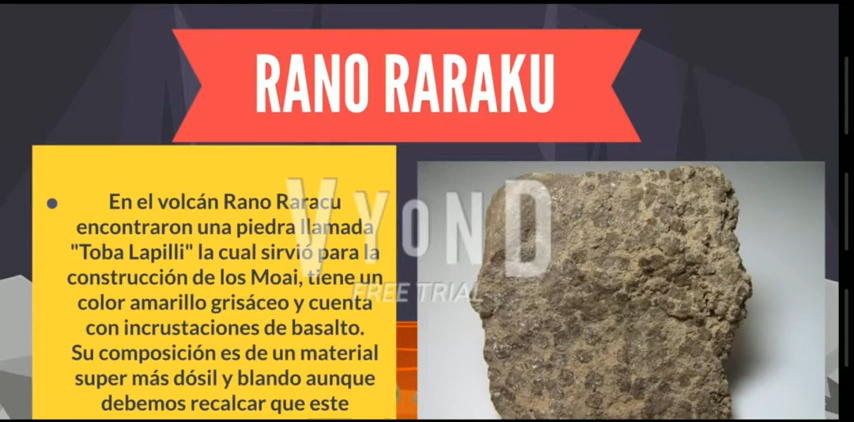 RANO RARAKU
En el volcán Rano Raracu
encontraron una piedra llamada
"Toba Lapilli" la cual sirvió para la
construcción de los Moai, tiene un
color amarillo grisáceo y cuenta
con incrustaciones de basalto.
Su composición es de un material
super más dósil y blando aunque
debemos recalcar que este
VYOND
FREE TRIAL